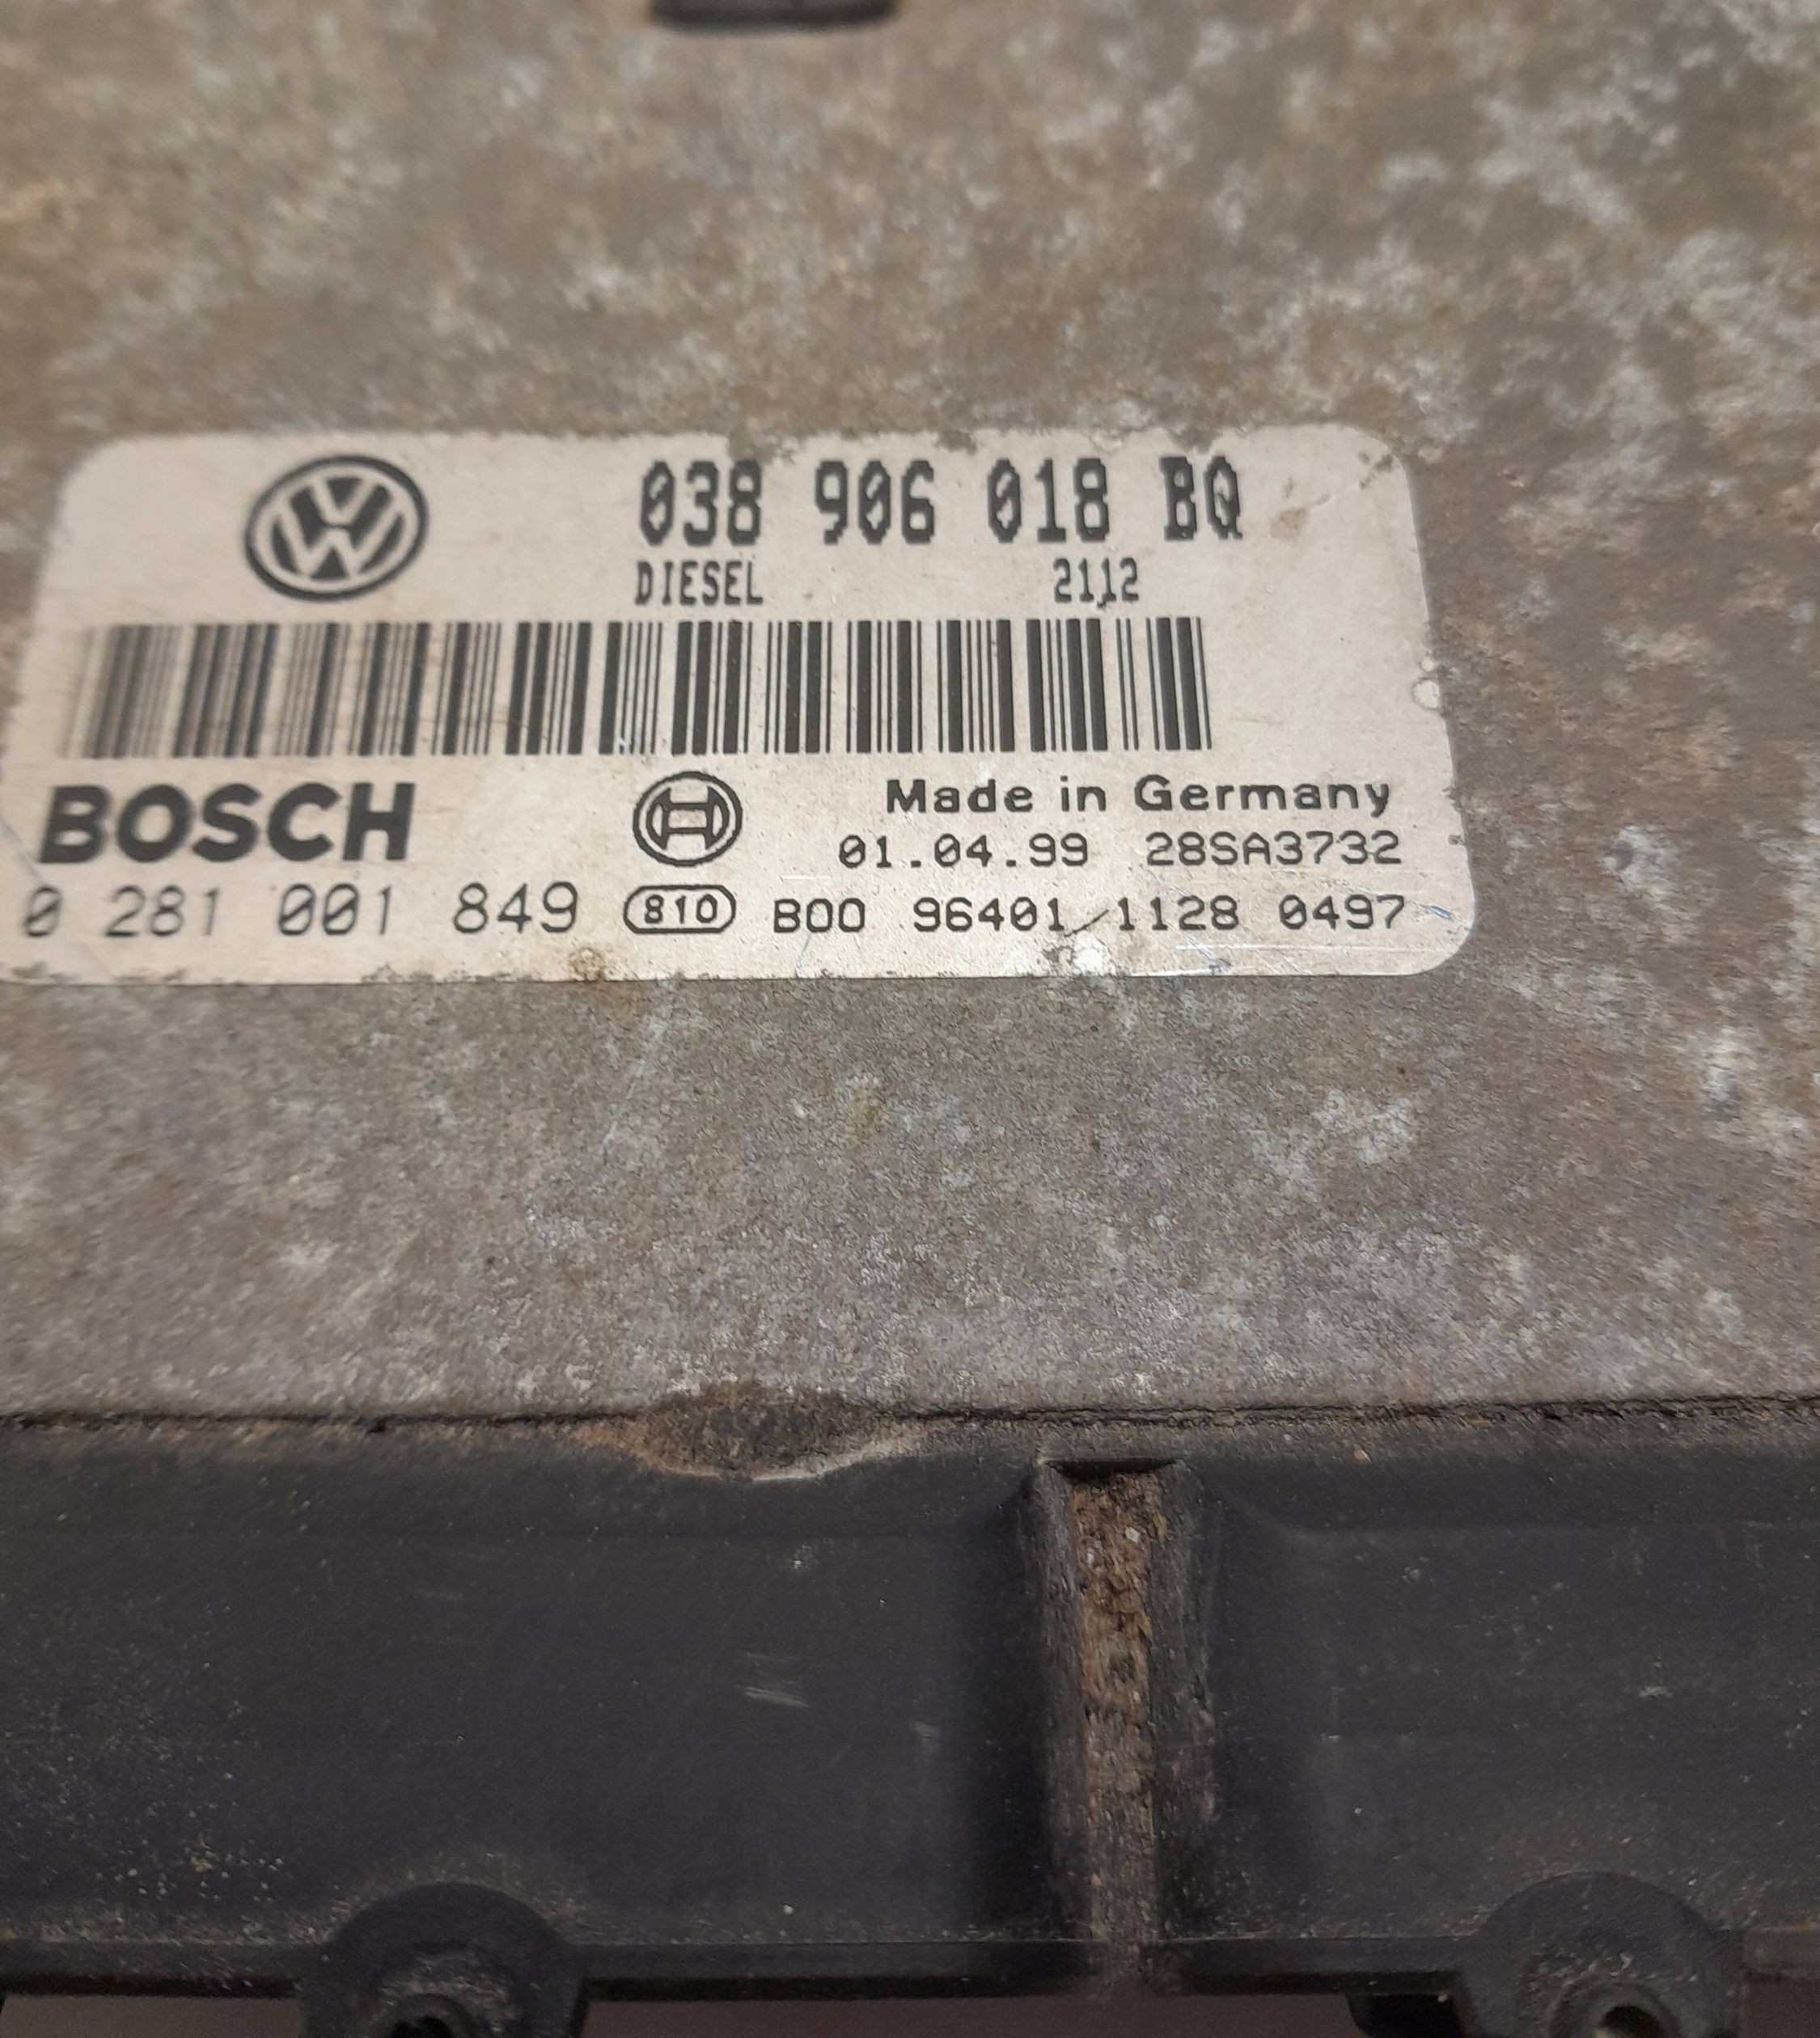 038 906 018 BQ
DIESEL 2112
BOSCH
Made in Germany
01.04.99 28SA3732
0 281 001 849 810 B00 96401 1128 0497